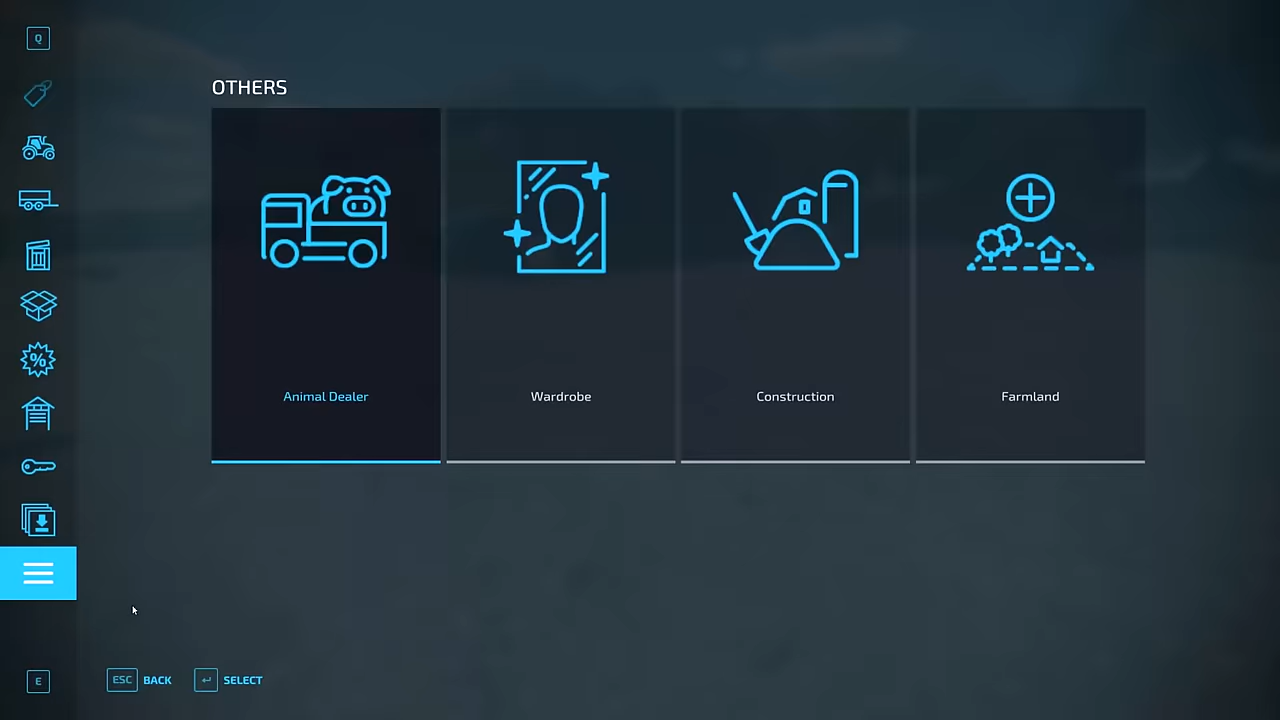 Q
OTHERS
%
Animal Dealer
Wardrobe
Construction
Farmland
E
ESC BACK ↵ SELECT